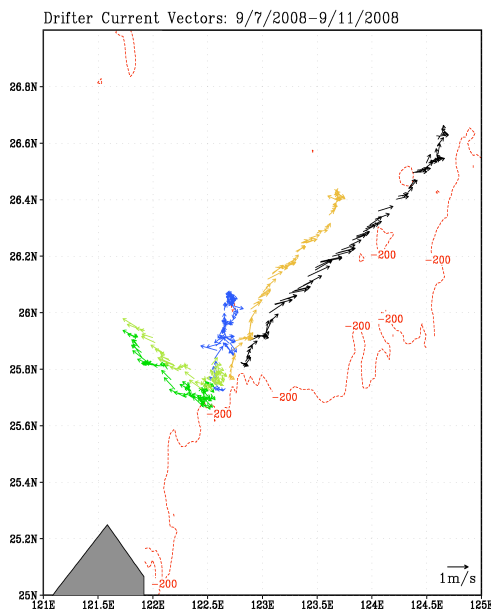 Drifter Current Vectors: 9/7/2008-9/11/2008
26.8N
26.6N
26.4N
26.2N
-200
-200
26N
-200
-200
25.8N
-200
-200
25.6N
25.4N
25.2N
-200
1m/s
25N
121E 121.5E 122E 122.5E 123E 123.5E 124E 124.5E 125E